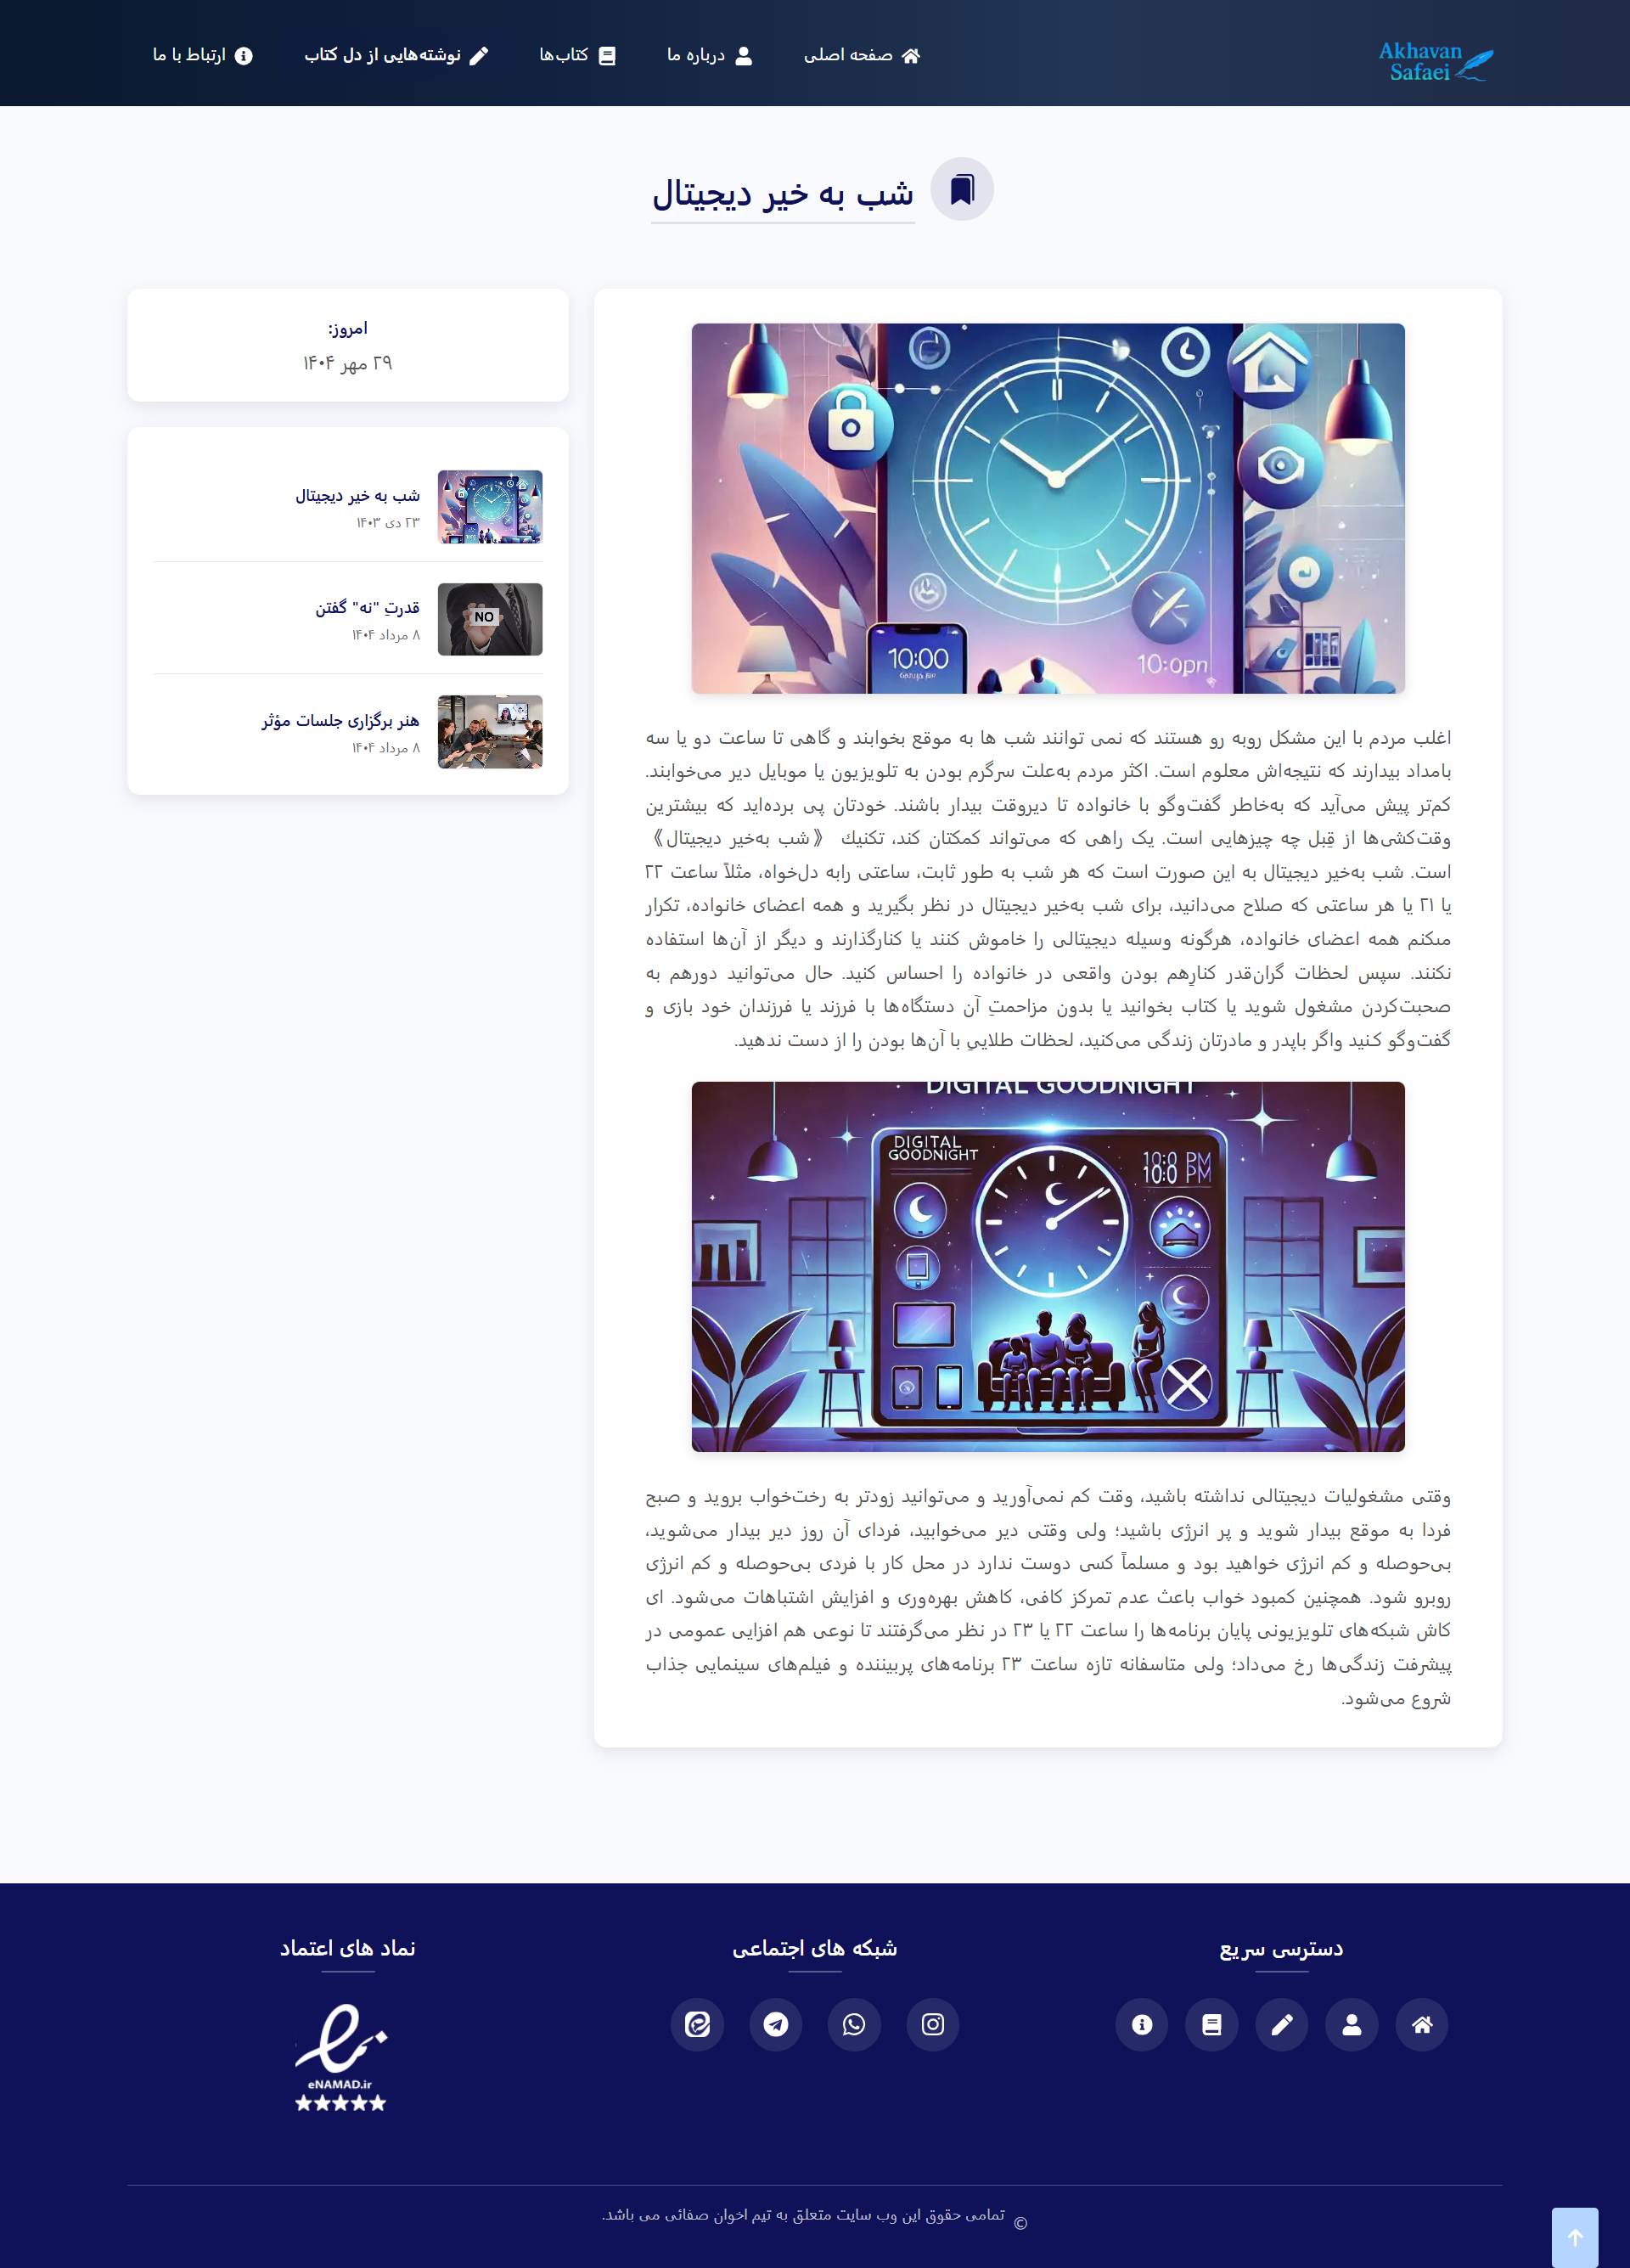 Akhavan
Safaei
صفحه اصلی
درباره ما
کتاب‌ها
نوشته‌هایی از دل کتاب
ارتباط با ما
شب به خیر دیجیتال
10:00
اغلب مردم با این مشکل روبه رو هستند که نمی توانند شب ها به موقع بخوابند و گاهی تا ساعت دو یا سه
بامداد بیدارند که نتیجه‌اش معلوم است. اکثر مردم به‌علت سرگرم بودن به تلویزیون یا موبایل دیر می‌خوابند.
کم‌تر پیش می‌آید که به‌خاطر گفت‌وگو با خانواده تا دیروقت بیدار باشند. خودتان پی برده‌اید که بیشترین
وقت‌کشی‌ها از قِبل چه چیزهایی است. یک راهی که می‌تواند کمکتان کند، تکنیك 《شب به‌خیر دیجیتال》
است. شب به‌خیر دیجیتال به این صورت است که هر شب به طور ثابت، ساعتی رابه دل‌خواه، مثلاً ساعت ۲۲
یا ۲۱ یا هر ساعتی که صلاح می‌دانید، برای شب به‌خیر دیجیتال در نظر بگیرید و همه اعضای خانواده، تکرار
مىکنم همه اعضای خانواده، هرگونه وسیله دیجیتالی را خاموش کنند یا کنارگذارند و دیگر از آن‌ها استفاده
نکنند. سپس لحظات گران‌قدر کنارِهم بودن واقعی در خانواده را احساس کنید. حال می‌توانید دورهم به
صحبت‌کردن مشغول شوید یا کتاب بخوانید یا بدون مزاحمتِ آن دستگاه‌ها با فرزند یا فرزندان خود بازی و
گفت‌وگو کـنید واگر باپدر و مادرتان زندگی می‌کنید، لحظات طلاییِ با آن‌ها بودن را از دست ندهید.
DIGITAL GOODNIGHT
DIGITAL
GOODNIGHT
10:0 PM
وقتی مشغولیات دیجیتالی نداشته باشید، وقت کم نمی‌آورید و می‌توانید زودتر به رخت‌خواب بروید و صبح
فردا به موقع بیدار شوید و پر انرژی باشید؛ ولی وقتی دیر می‌خوابید، فردای آن روز دیر بیدار می‌شوید،
بی‌حوصله و کم انرژی خواهید بود و مسلماً کسی دوست ندارد در محل کار با فردی بی‌حوصله و کم انرژی
روبرو شود. همچنین کمبود خواب باعث عدم تمرکز کافی، کاهش بهره‌وری و افزایش اشتباهات می‌شود. ای
کاش شبکه‌های تلویزیونی پایان برنامه‌ها را ساعت ۲۲ یا ۲۳ در نظر می‌گرفتند تا نوعی هم افزایی عمومی در
پیشرفت زندگی‌ها رخ می‌داد؛ ولی متاسفانه تازه ساعت ۲۳ برنامه‌های پربیننده و فیلم‌های سینمایی جذاب
شروع می‌شود.
امروز:
۲۹ مهر ۱۴۰۴
شب به خیر دیجیتال
۲۳ دی ۱۴۰۳
NO
قدرتِ "نه" گفتن
۸ مرداد ۱۴۰۴
هنر برگزاری جلسات مؤثر
۸ مرداد ۱۴۰۴
دسترسی سریع
شبکه های اجتماعی
نماد های اعتماد
eNAMAD.ir
© تمامی حقوق این وب سایت متعلق به تیم اخوان صفائی می باشد.